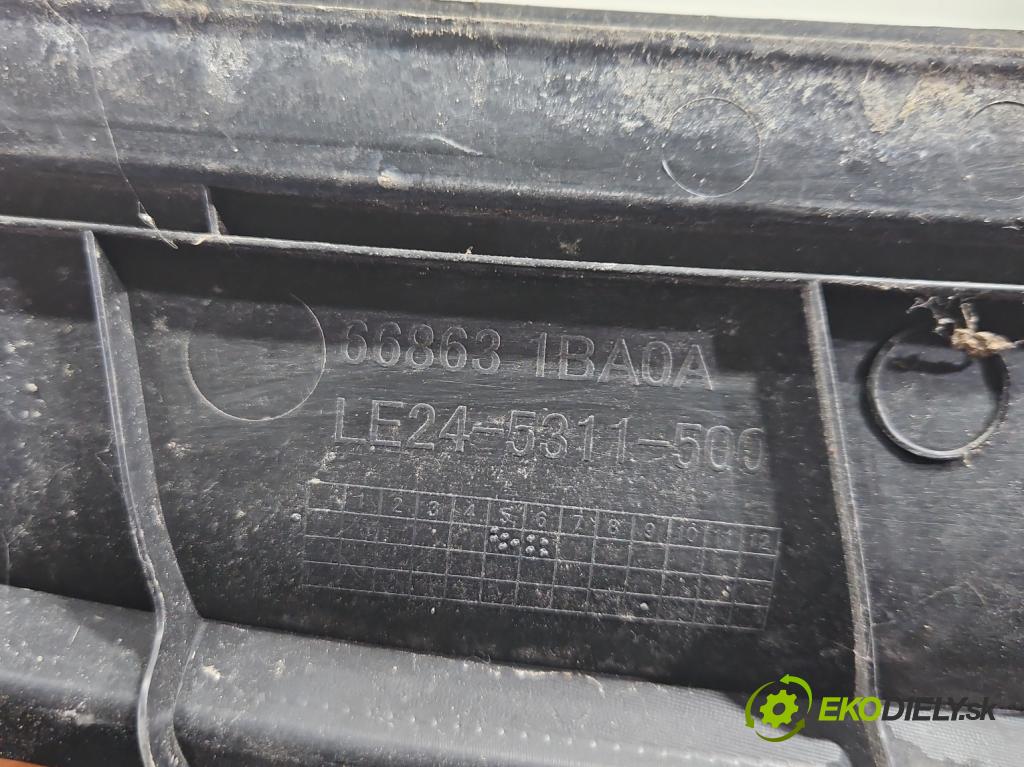 66863 1BA0A
LE24-5311-500
1 2 3 4 5 6 7 8 9 10 11 12
EKODIELY.sk